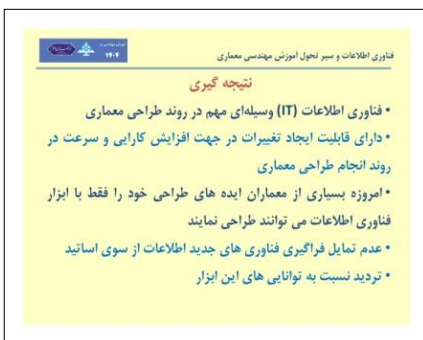 فناوری اطلاعات و سیر تحول آموزش مهندسی معماری
۱۴۰۴
نتیجه گیری
• فناوری اطلاعات (IT) وسیله‌ای مهم در روند طراحی معماری
• دارای قابلیت ایجاد تغییرات در جهت افزایش کارایی و سرعت در
روند انجام طراحی معماری
• امروزه بسیاری از معماران ایده های طراحی خود را فقط با ابزار
فناوری اطلاعات می توانند طراحی نمایند
• عدم تمایل فراگیری فناوری های جدید اطلاعات از سوی اساتید
• تردید نسبت به توانایی های این ابزار